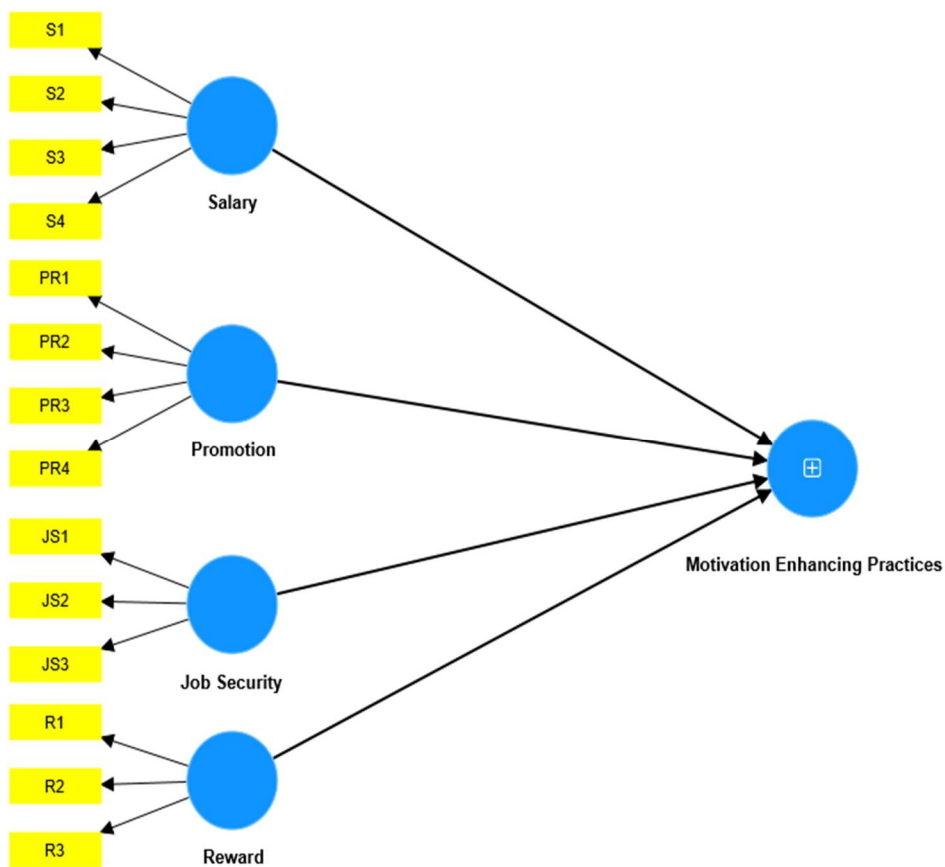 S1
S2
S3
S4
Salary
PR1
PR2
PR3
PR4
Promotion
JS1
JS2
JS3
Job Security
R1
R2
R3
Reward
Motivation Enhancing Practices